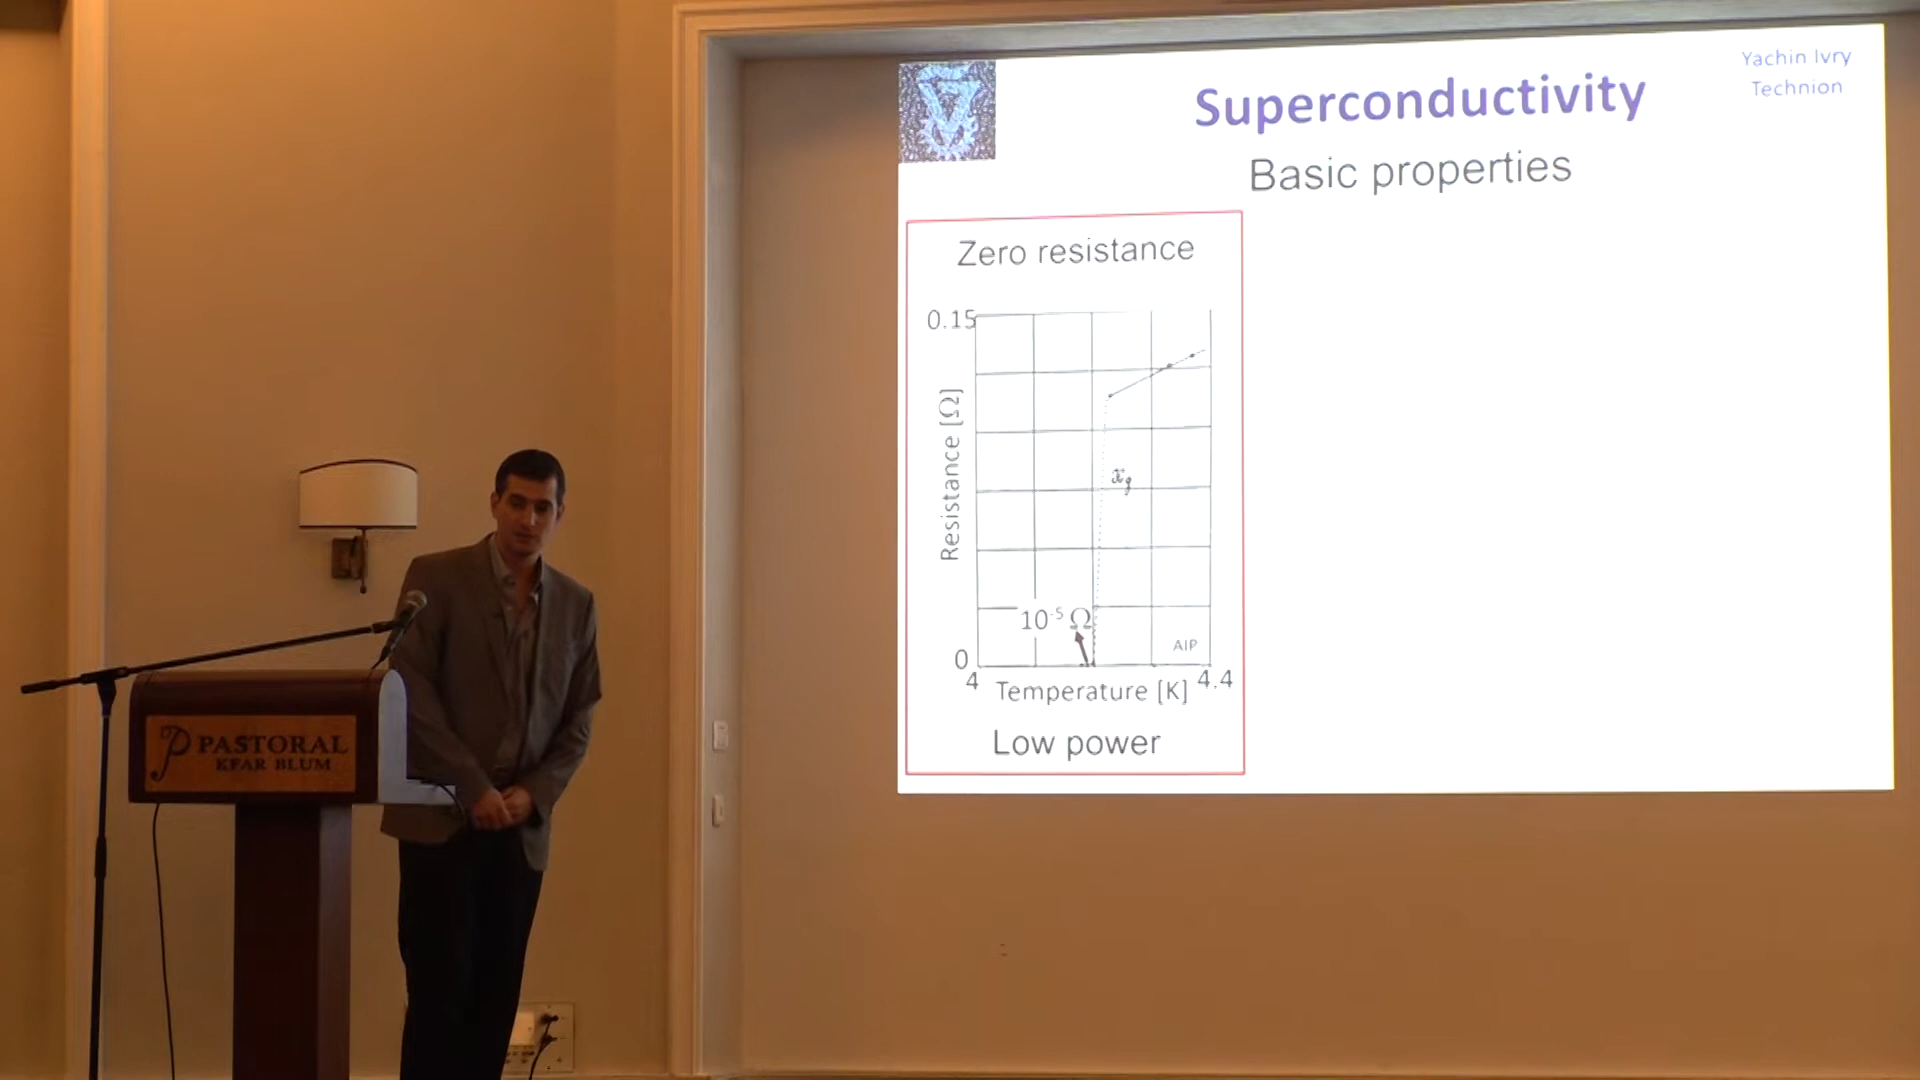 Yachin Ivry
Technion
Superconductivity
Basic properties
Zero resistance
0.15
Resistance [Ω]
10⁻⁵ Ω
AIP
0
4
Temperature [K]
4.4
Low power
PASTORAL
KFAR BLUM